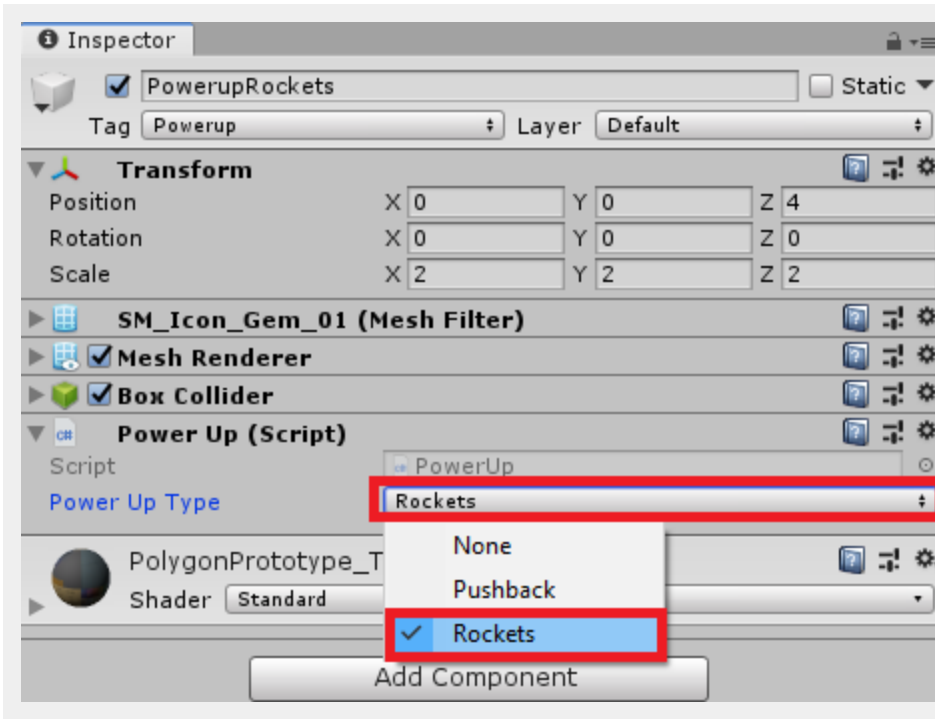 Inspector
PowerupRockets Static
Tag Powerup Layer Default
Transform
Position X 0 Y 0 Z 4
Rotation X 0 Y 0 Z 0
Scale X 2 Y 2 Z 2
SM_Icon_Gem_01 (Mesh Filter)
Mesh Renderer
Box Collider
Power Up (Script)
Script PowerUp
Power Up Type Rockets
None
PolygonPrototype_T
Pushback
Shader Standard
Rockets
Add Component